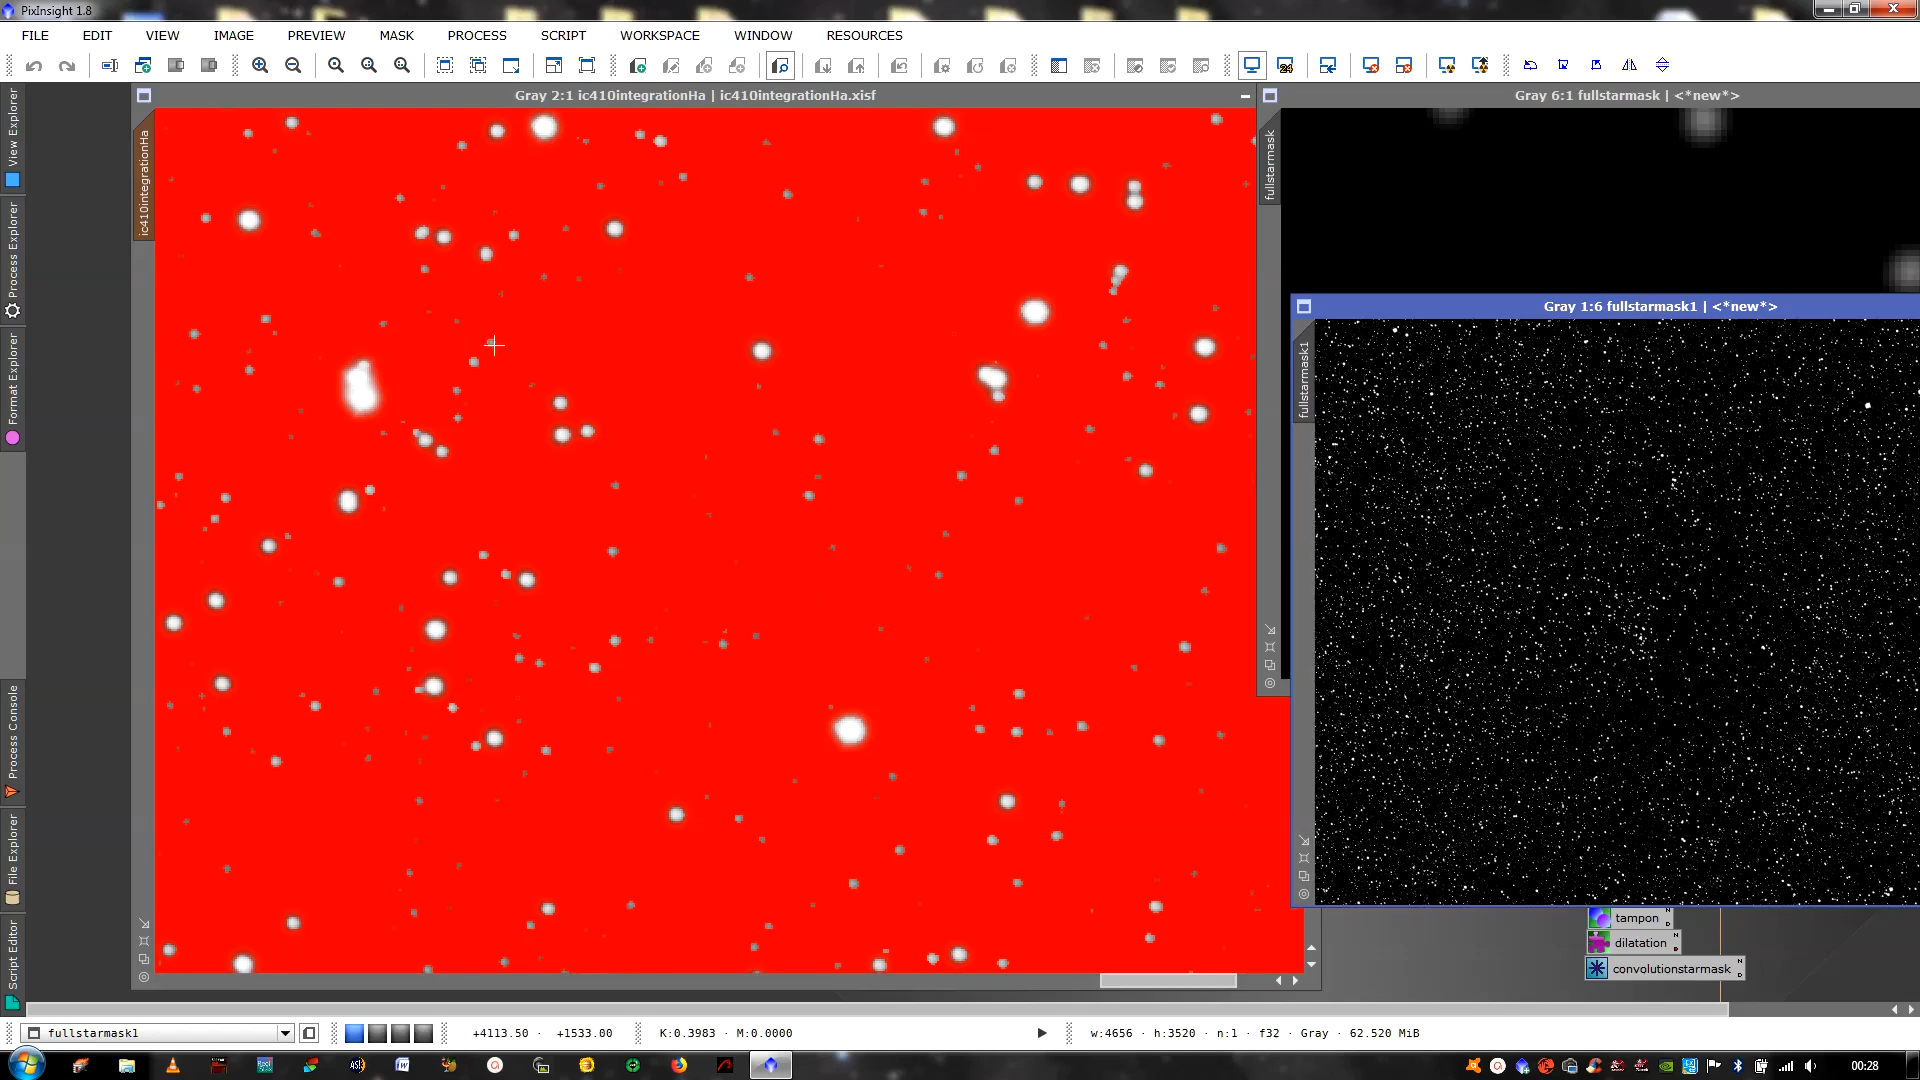 PixInsight 1.8
FILE EDIT VIEW IMAGE PREVIEW MASK PROCESS SCRIPT WORKSPACE WINDOW RESOURCES
24
Gray 2:1 ic410integrationHa | ic410integrationHa.xisf
Gray 6:1 fullstarmask | <*new*>
View Explorer
Process Explorer
Format Explorer
Process Console
File Explorer
Script Editor
ic410integrationHa
fullstarmask
Gray 1:6 fullstarmask1 | <*new*>
fullstarmask1
tampon N D
dilatation N D
convolutionstarmask N D
fullstarmask1
+4113.50 · +1533.00
K:0.3983 · M:0.0000
w:4656 · h:3520 · n:1 · f32 · Gray · 62.520 MiB
00:28